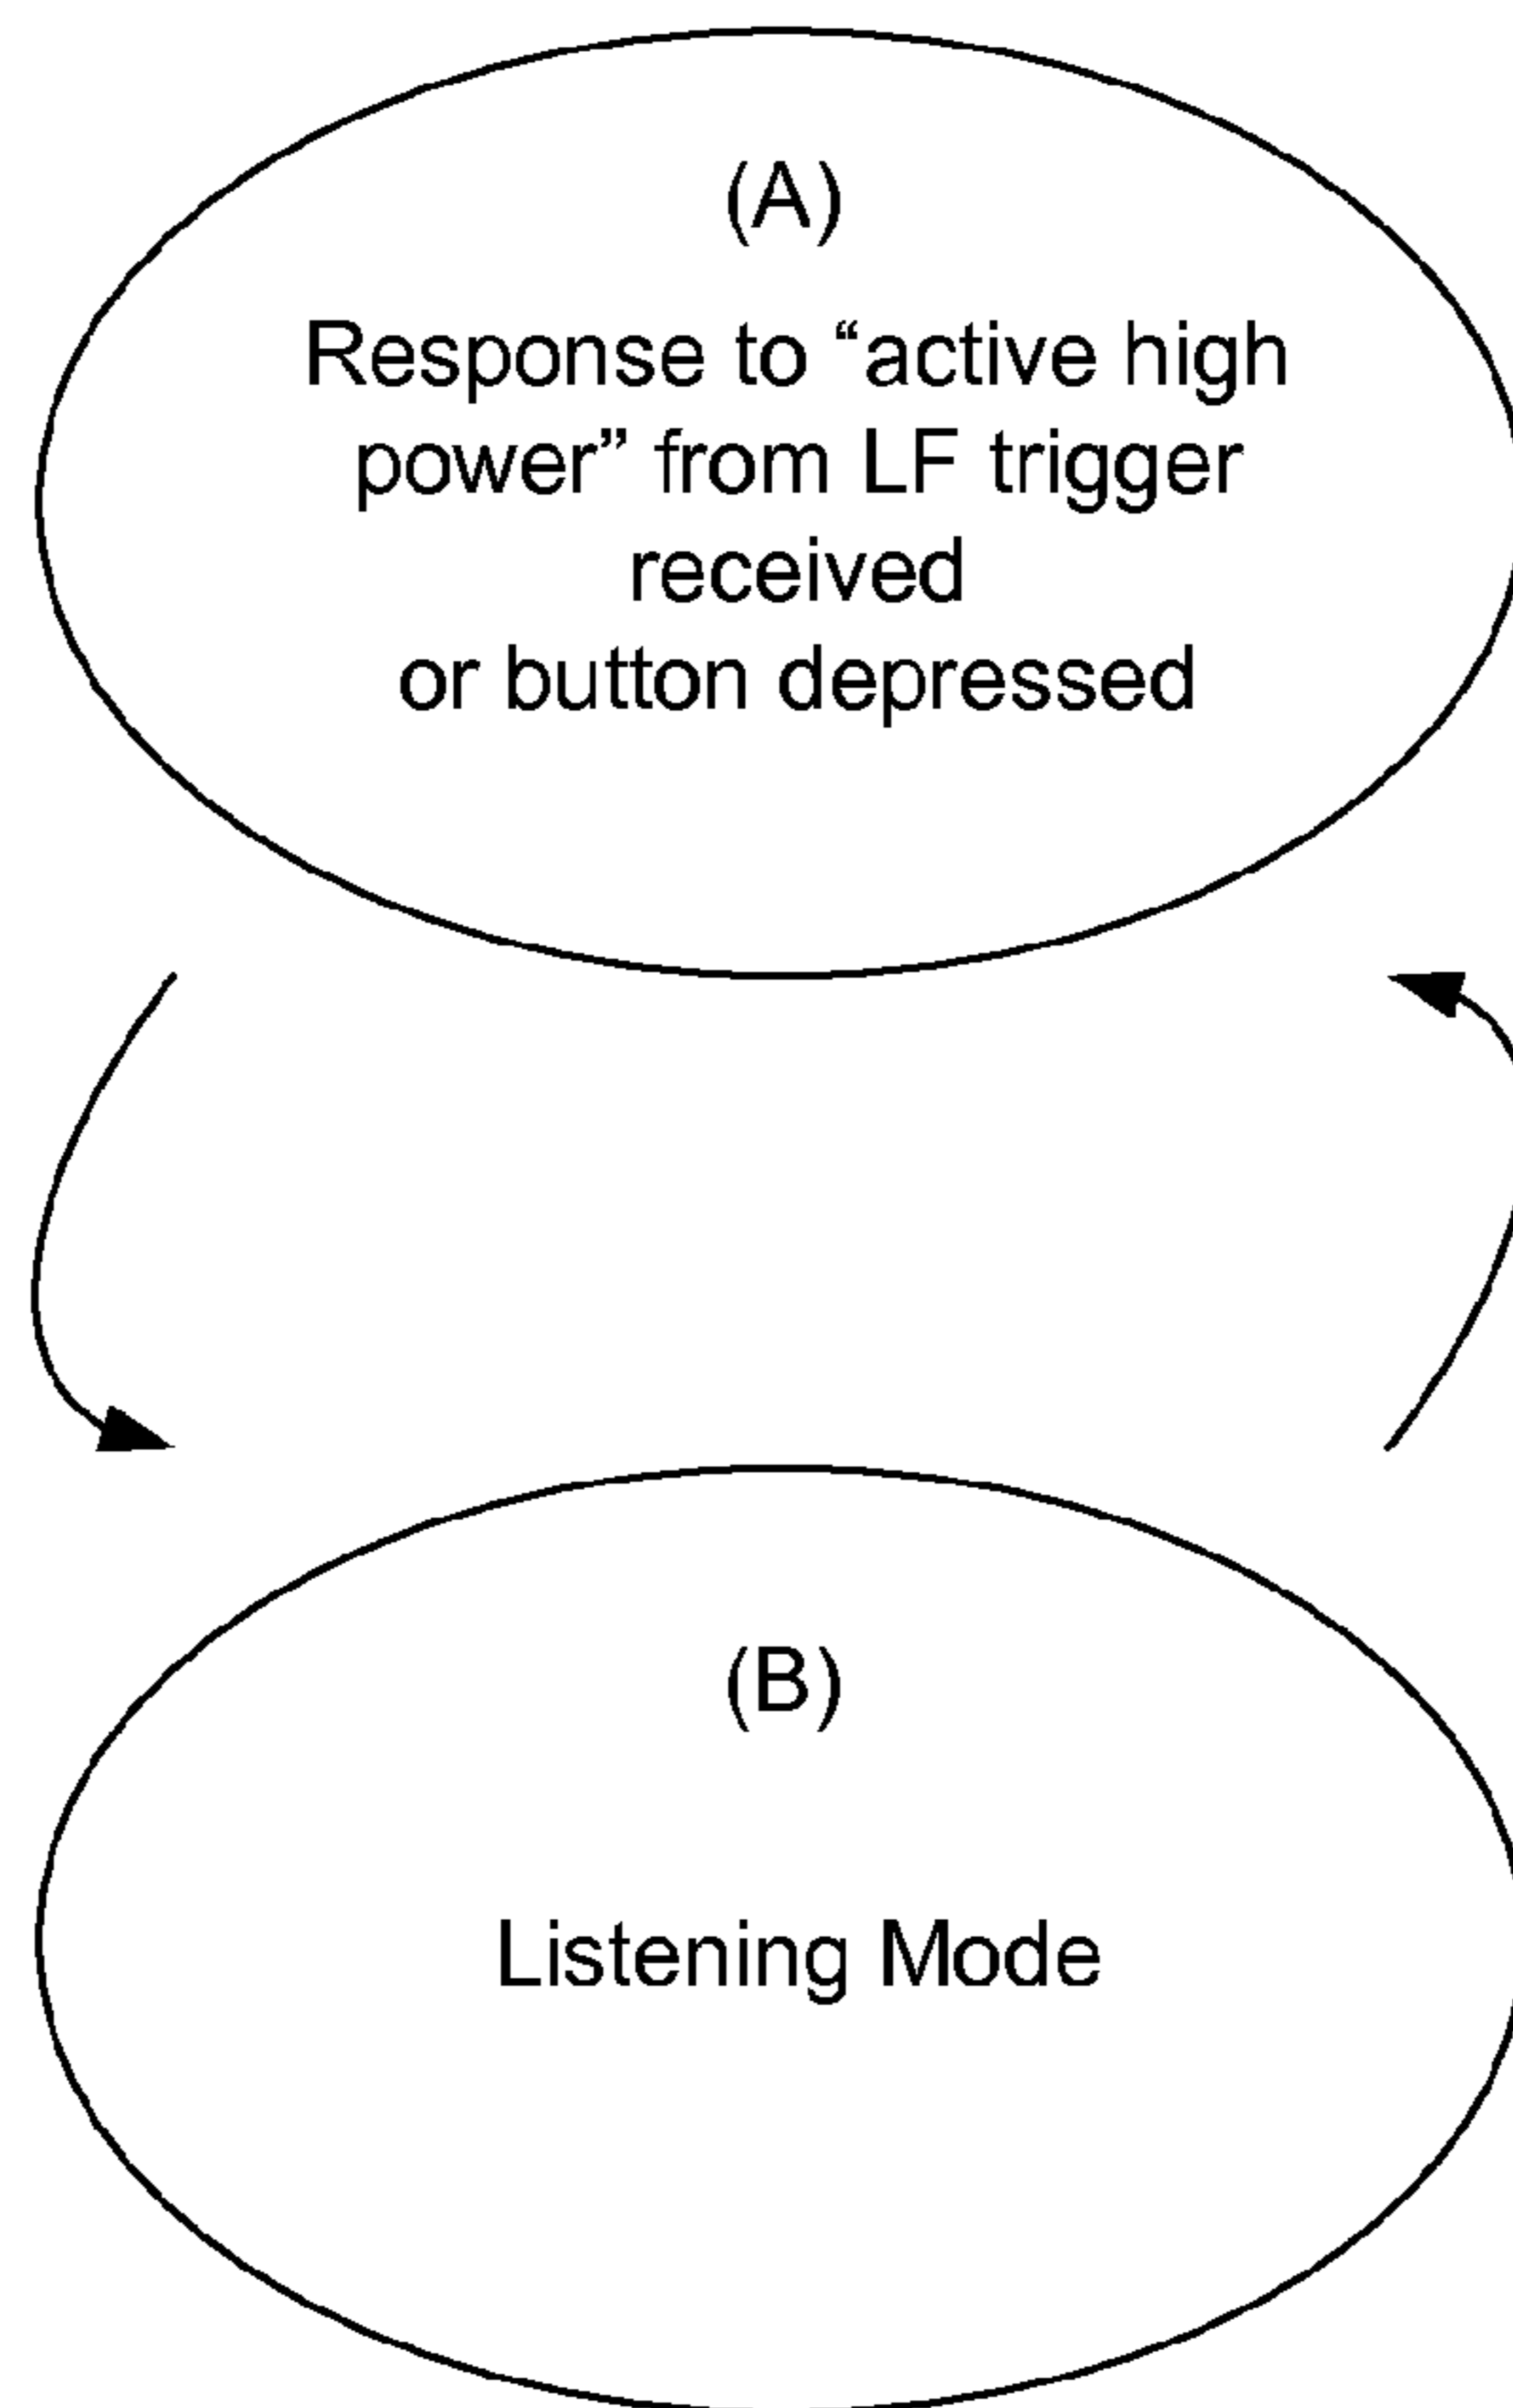 (A)
Response to “active high
power” from LF trigger
received
or button depressed
(B)
Listening Mode